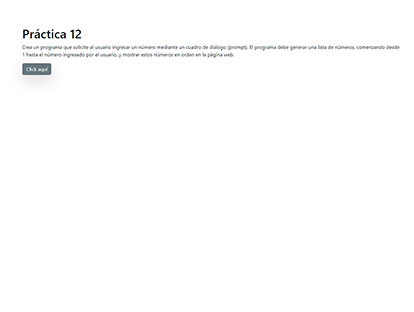 Práctica 12
Crea un programa que solicite al usuario ingresar un número mediante un cuadro de diálogo (prompt). El programa debe generar una lista de números, comenzando desde
1 hasta el número ingresado por el usuario, y mostrar estos números en orden en la página web.
Click aquí